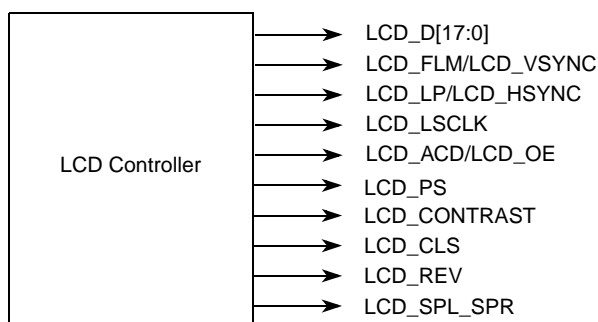 LCD_D[17:0]
LCD_FLM/LCD_VSYNC
LCD_LP/LCD_HSYNC
LCD_LSCLK
LCD_ACD/LCD_OE
LCD Controller
LCD_PS
LCD_CONTRAST
LCD_CLS
LCD_REV
LCD_SPL_SPR